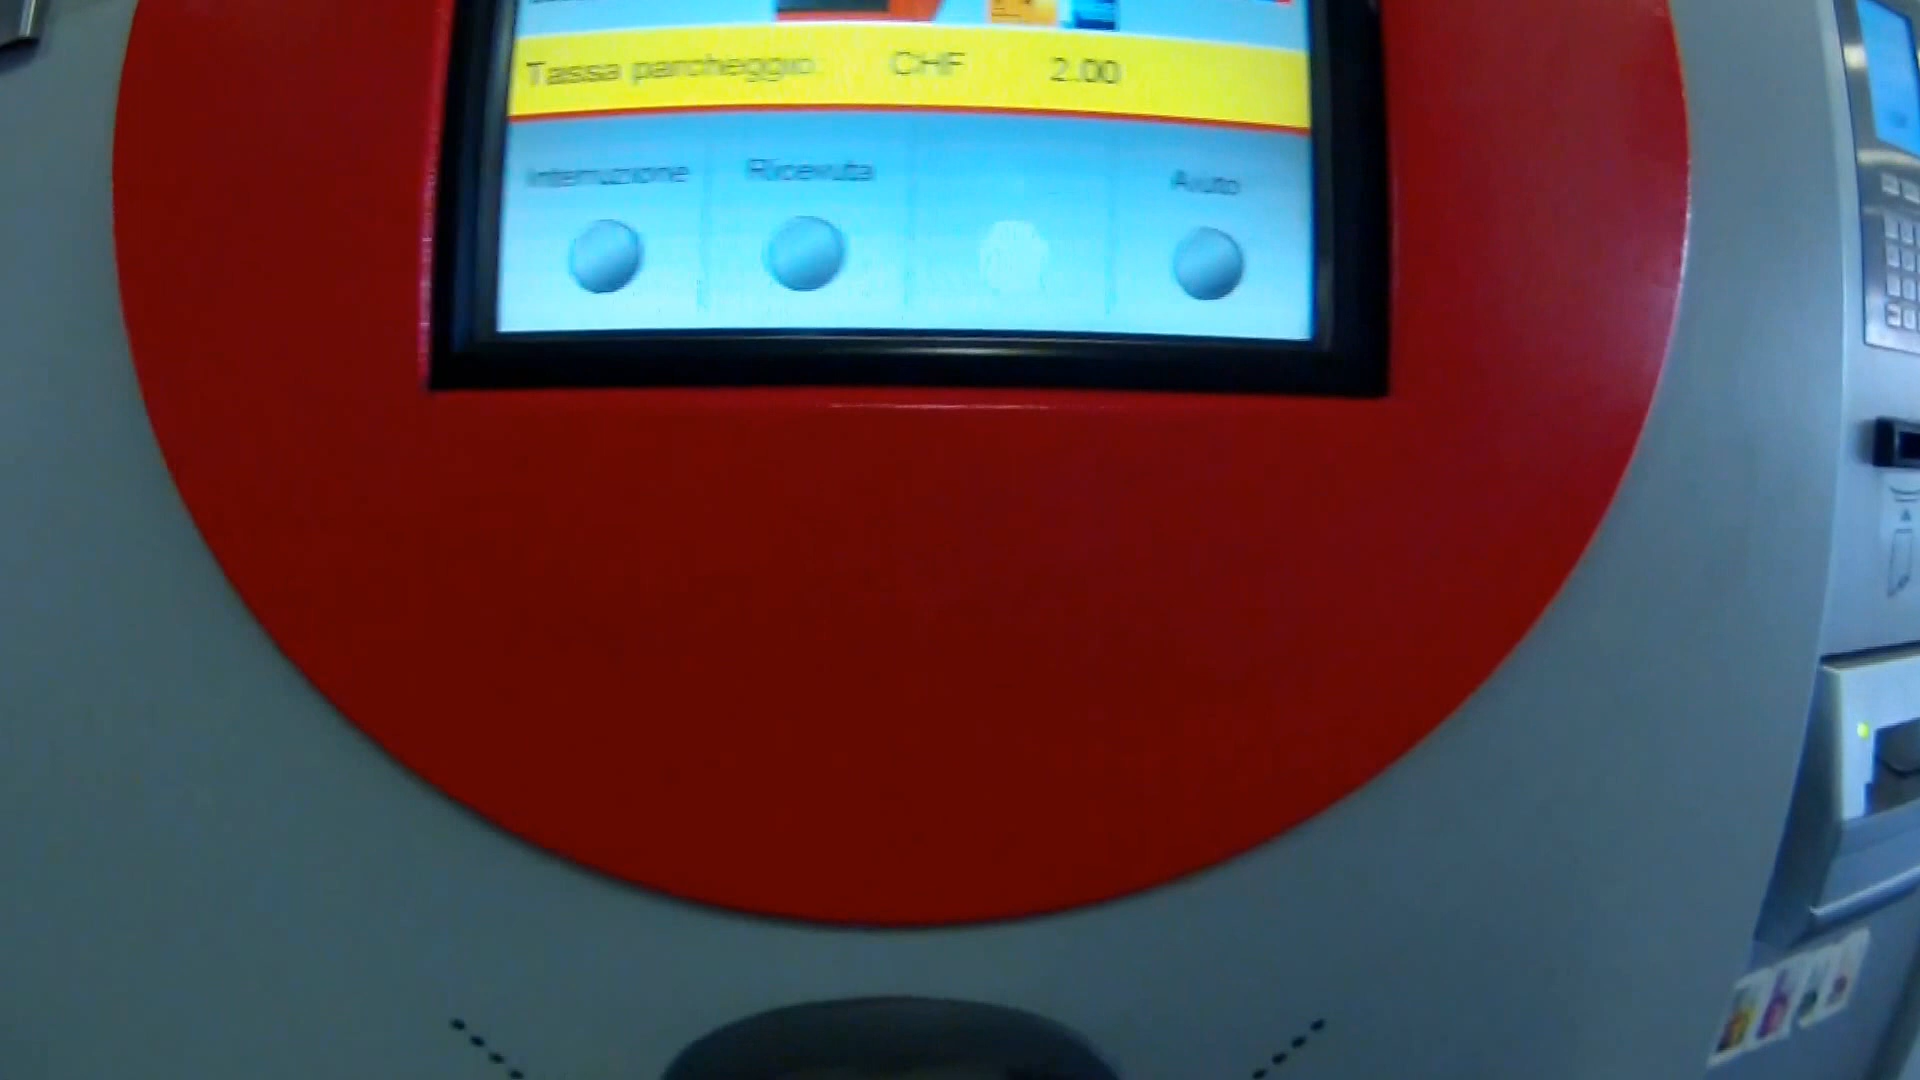 Tassa parcheggio: CHF 2.00
Interruzione Ricevuta Aiuto